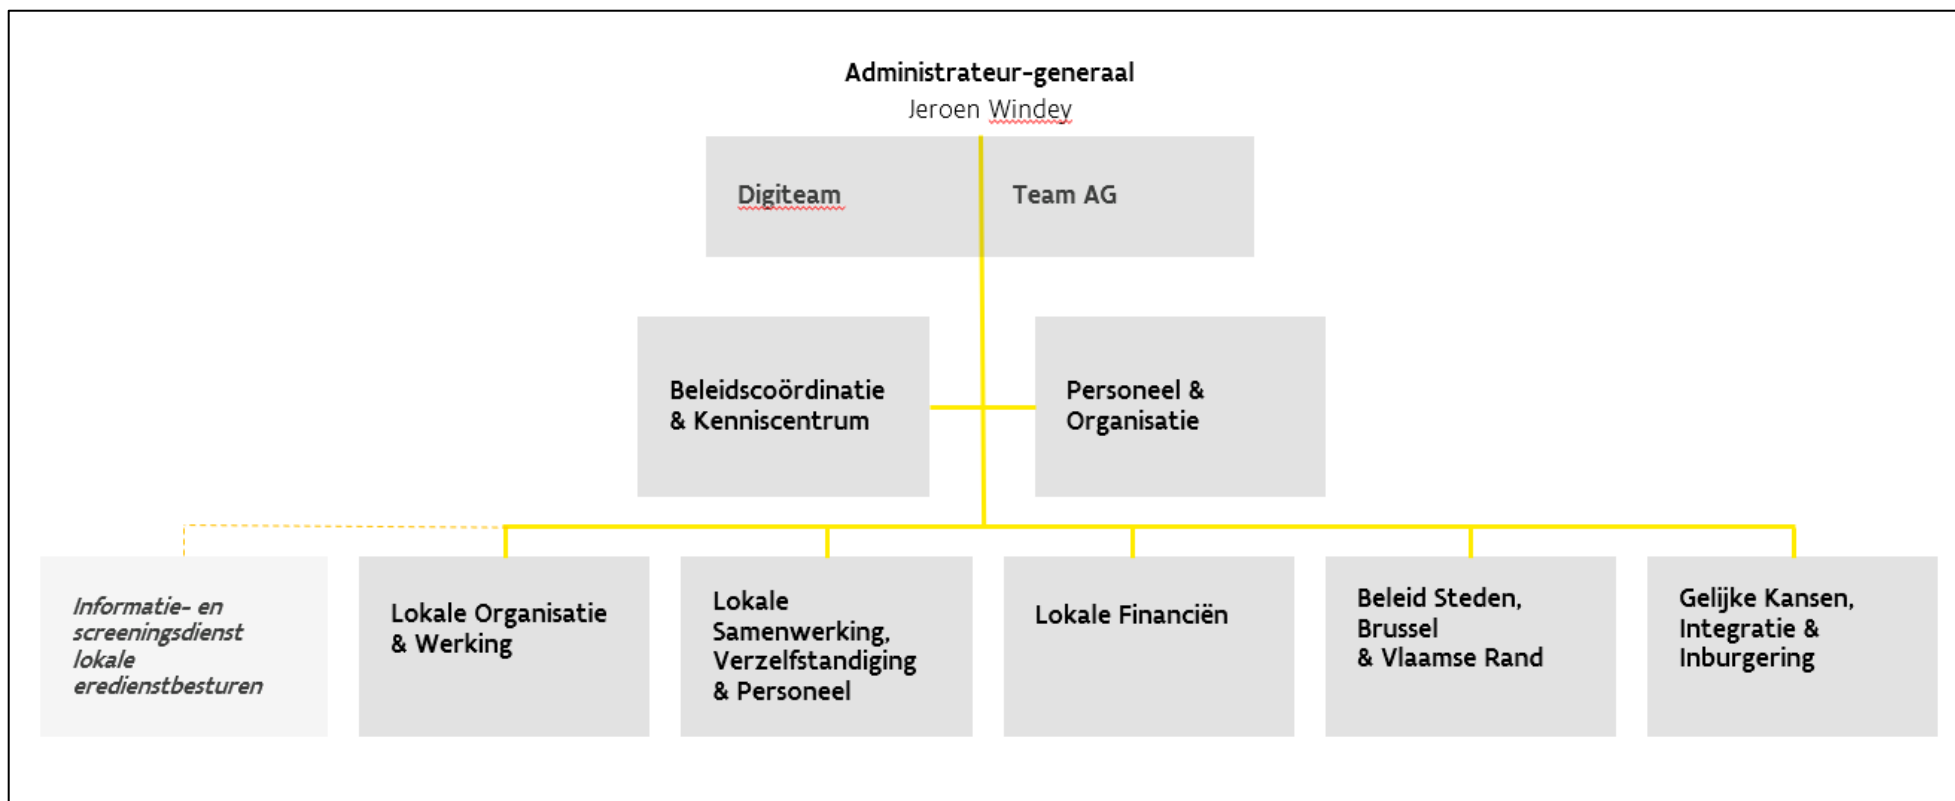 Administrateur-generaal
Jeroen Windey
Digiteam
Team AG
Beleidscoördinatie
& Kenniscentrum
Personeel &
Organisatie
Informatie- en
screeningsdienst
lokale
eredienstbesturen
Lokale Organisatie
& Werking
Lokale
Samenwerking,
Verzelfstandiging
& Personeel
Lokale Financiën
Beleid Steden,
Brussel
& Vlaamse Rand
Gelijke Kansen,
Integratie &
Inburgering